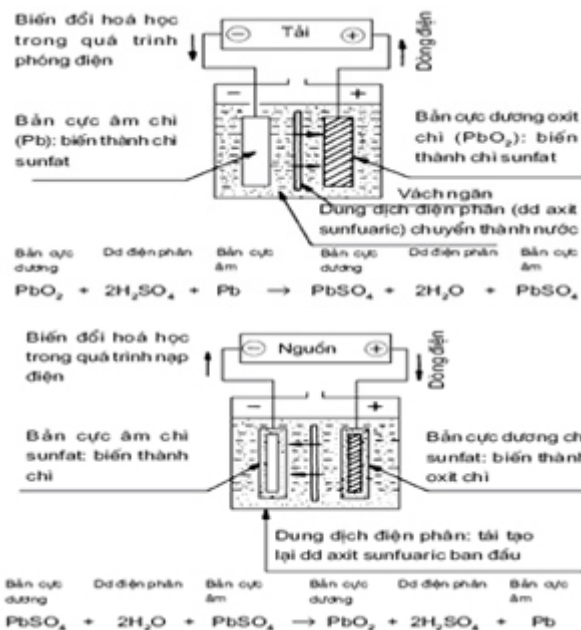 Biến đổi hoá học
trong quá trình
phóng điện
Tải
Dòng điện
Bản cực âm chì
(Pb): biến thành chì
sunfat
Bản cực dương oxit
chì (PbO₂): biến
thành chì sunfat
Vách ngăn
Dung dịch điện phân (dd axit
sunfuaric) chuyển thành nước
Bản cực dương Dd điện phân Bản cực âm Bản cực dương Dd điện phân Bản cực âm
PbO₂ + 2H₂SO₄ + Pb → PbSO₄ + 2H₂O + PbSO₄
Biến đổi hoá học
trong quá trình nạp
điện
Nguồn
Dòng điện
Bản cực âm chì
sunfat: biến thành
chì
Bản cực dương ch
sunfat: biến thành
oxit chì
Dung dịch điện phân: tái tạo
lại dd axit sunfuaric ban đầu
Bản cực dương Dd điện phân Bản cực âm Bản cực dương Dd điện phân Bản cực âm
PbSO₄ + 2H₂O + PbSO₄ → PbO₂ + 2H₂SO₄ + Pb